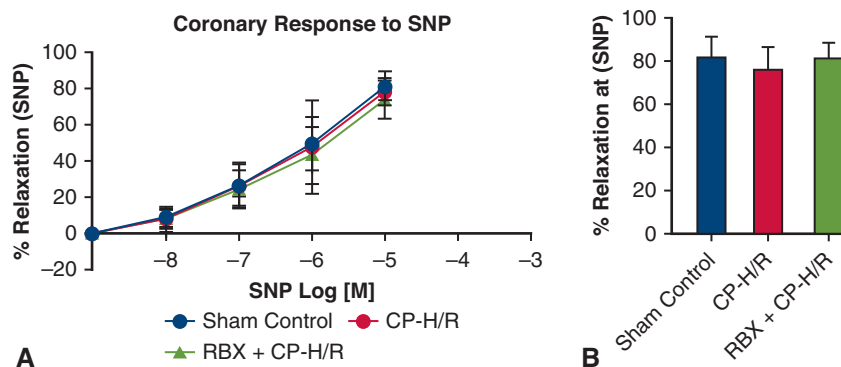 Coronary Response to SNP
% Relaxation (SNP)
100
80
60
40
20
0
–20
–8
–7
–6
–5
–4
–3
SNP Log [M]
Sham Control
CP-H/R
RBX + CP-H/R
A
% Relaxation at (SNP)
100
80
60
40
20
0
Sham Control
CP-H/R
RBX + CP-H/R
B